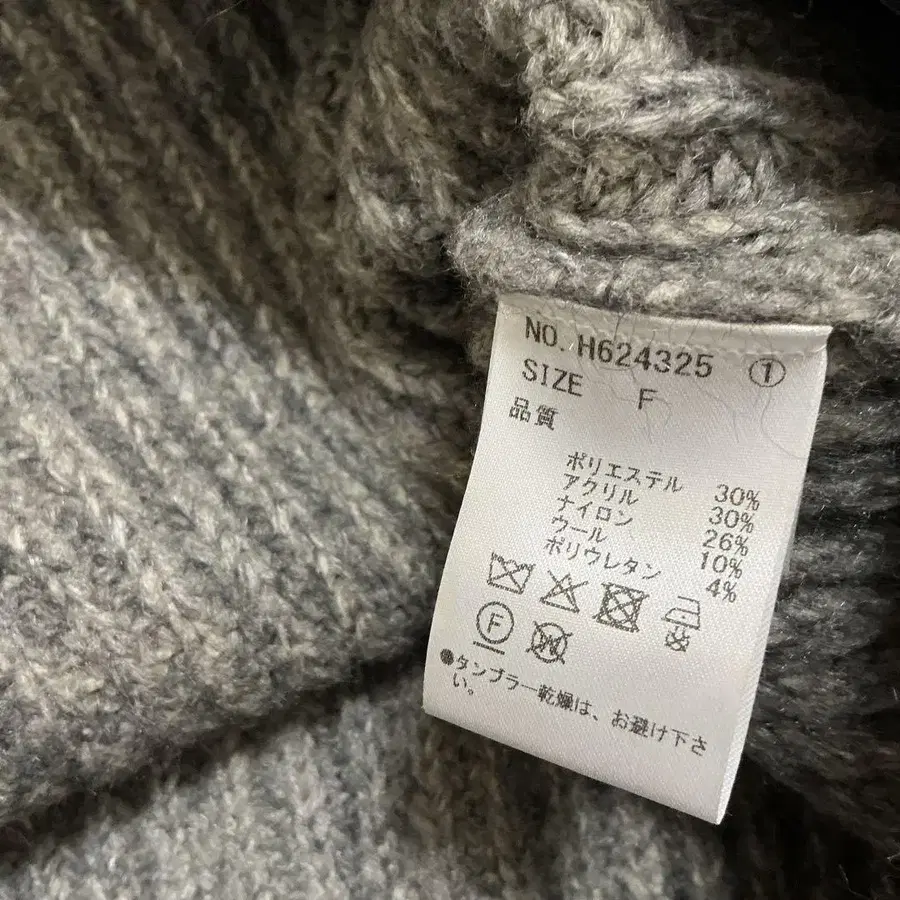 NO. H624325 ①
SIZE F
品質
ポリエステル 30%
アクリル 30%
ナイロン 26%
ウール 10%
ポリウレタン 4%
F
W
●タンブラー乾燥は、お避け下さ
い。